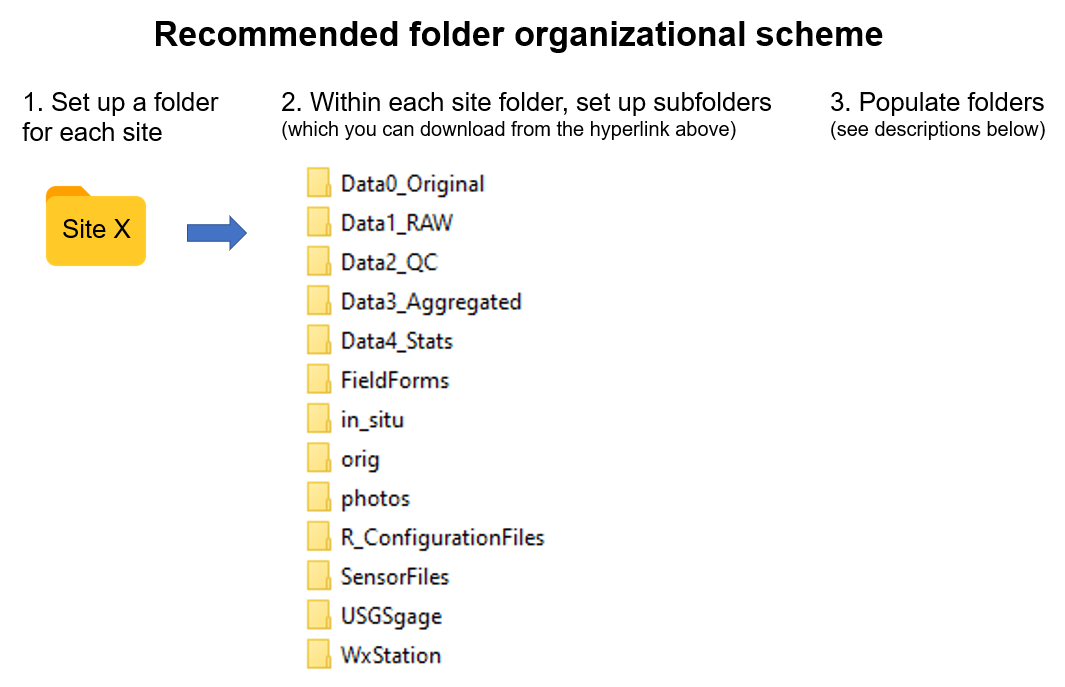 Recommended folder organizational scheme
1. Set up a folder
for each site
2. Within each site folder, set up subfolders
(which you can download from the hyperlink above)
3. Populate folders
(see descriptions below)
Site X
Data0_Original
Data1_RAW
Data2_QC
Data3_Aggregated
Data4_Stats
FieldForms
in_situ
orig
photos
R_ConfigurationFiles
SensorFiles
USGSgage
WxStation